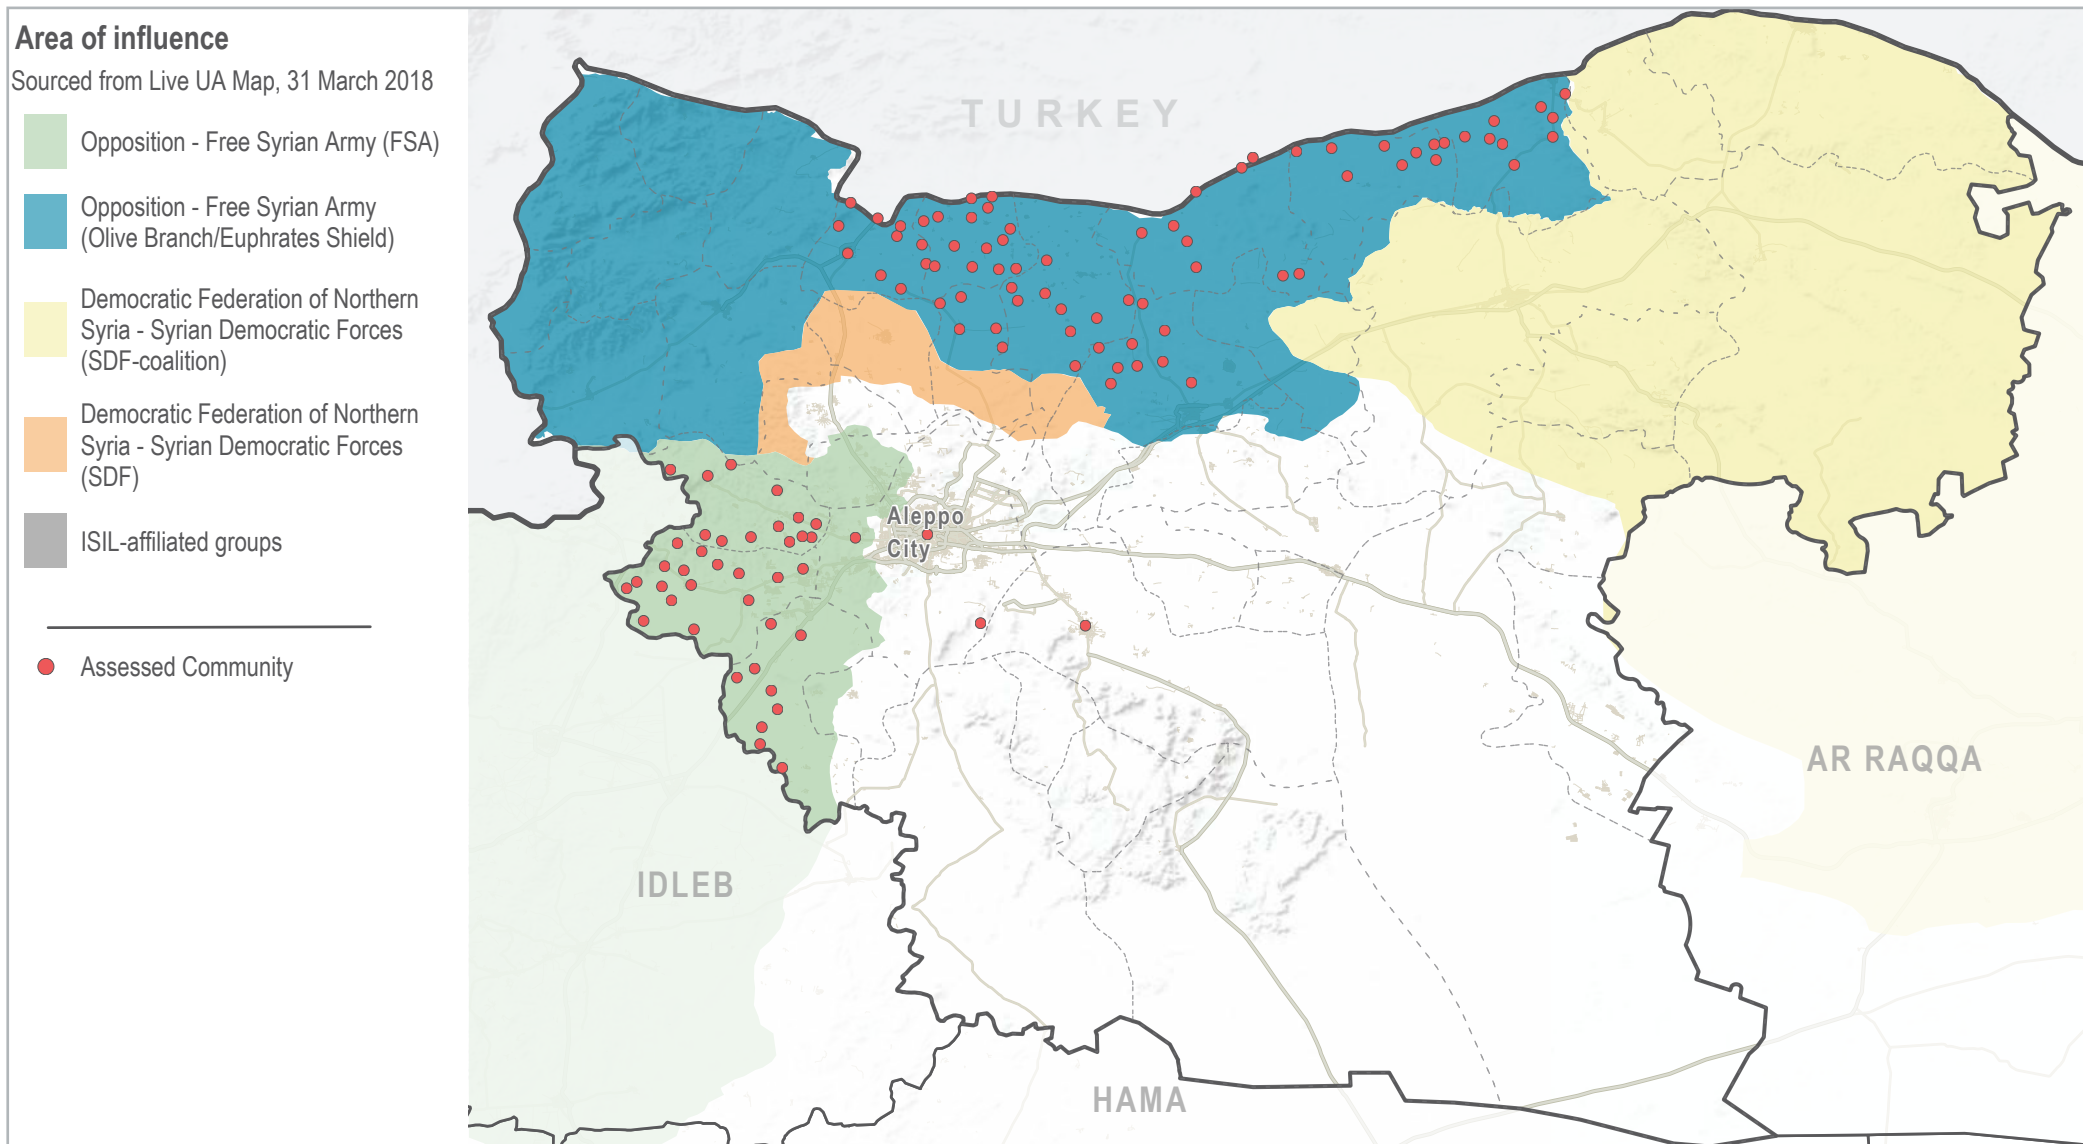 Area of influence
Sourced from Live UA Map, 31 March 2018
Opposition - Free Syrian Army (FSA)
Opposition - Free Syrian Army
(Olive Branch/Euphrates Shield)
Democratic Federation of Northern
Syria - Syrian Democratic Forces
(SDF-coalition)
Democratic Federation of Northern
Syria - Syrian Democratic Forces
(SDF)
ISIL-affiliated groups
Assessed Community
TURKEY
Aleppo
City
AR RAQQA
IDLEB
HAMA